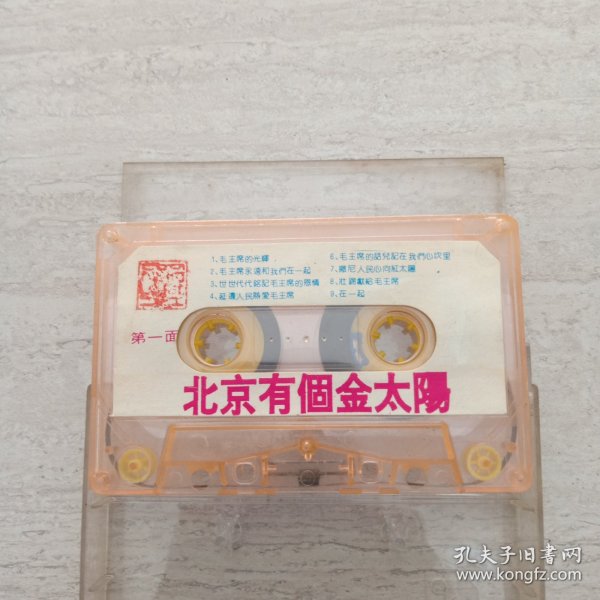 1、毛主席的光輝
2、毛主席永遠和我們在一起
3、世世代代銘記毛主席的恩情
4、延邊人民熱愛毛主席
6、毛主席的話兒記在我們心坎里
7、撒尼人民心向紅太陽
8、壯錦獻給毛主席
9、在一起
第一面
北京有個金太陽
孔夫子旧书网
www.kongfz.com